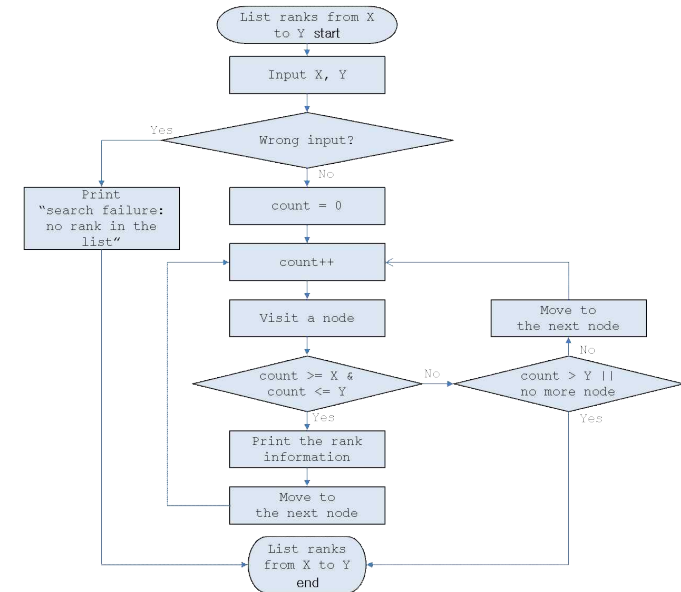 List ranks from X
to Y start
Input X, Y
Wrong input?
Yes
No
Print
“search failure:
no rank in the
list”
count = 0
count++
Visit a node
Move to
the next node
count >= X &
count <= Y
No
Yes
count > Y ||
no more node
No
Yes
Print the rank
information
Move to
the next node
List ranks
from X to Y
end